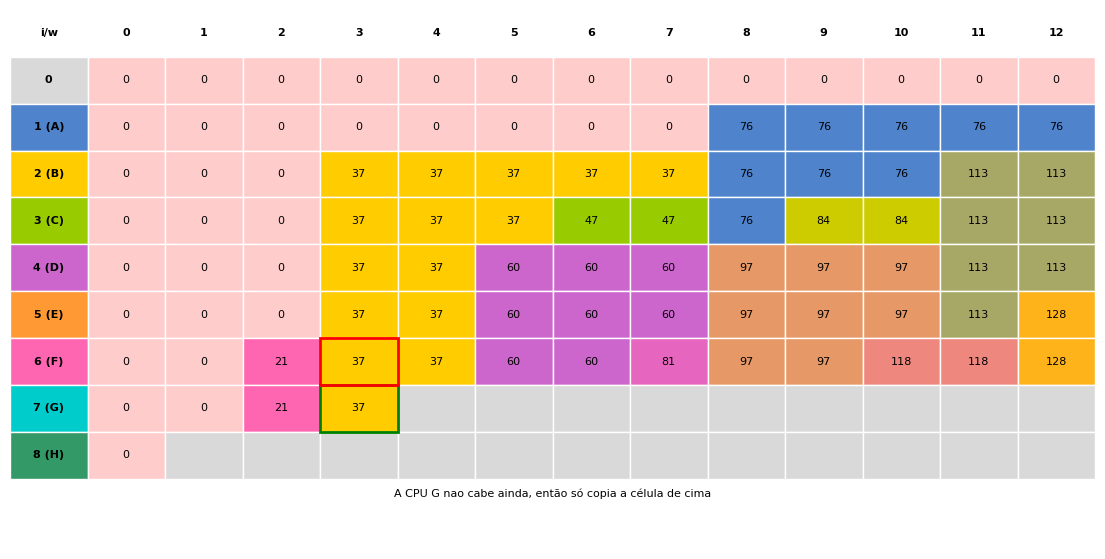 i/w 0 1 2 3 4 5 6 7 8 9 10 11 12
0 0 0 0 0 0 0 0 0 0 0 0 0 0
1 (A) 0 0 0 0 0 0 0 0 76 76 76 76 76
2 (B) 0 0 0 37 37 37 37 37 76 76 76 113 113
3 (C) 0 0 0 37 37 37 47 47 76 84 84 113 113
4 (D) 0 0 0 37 37 60 60 60 97 97 97 113 113
5 (E) 0 0 0 37 37 60 60 60 97 97 97 113 128
6 (F) 0 0 21 37 37 60 60 81 97 97 118 118 128
7 (G) 0 0 21 37
8 (H) 0
A CPU G nao cabe ainda, então só copia a célula de cima